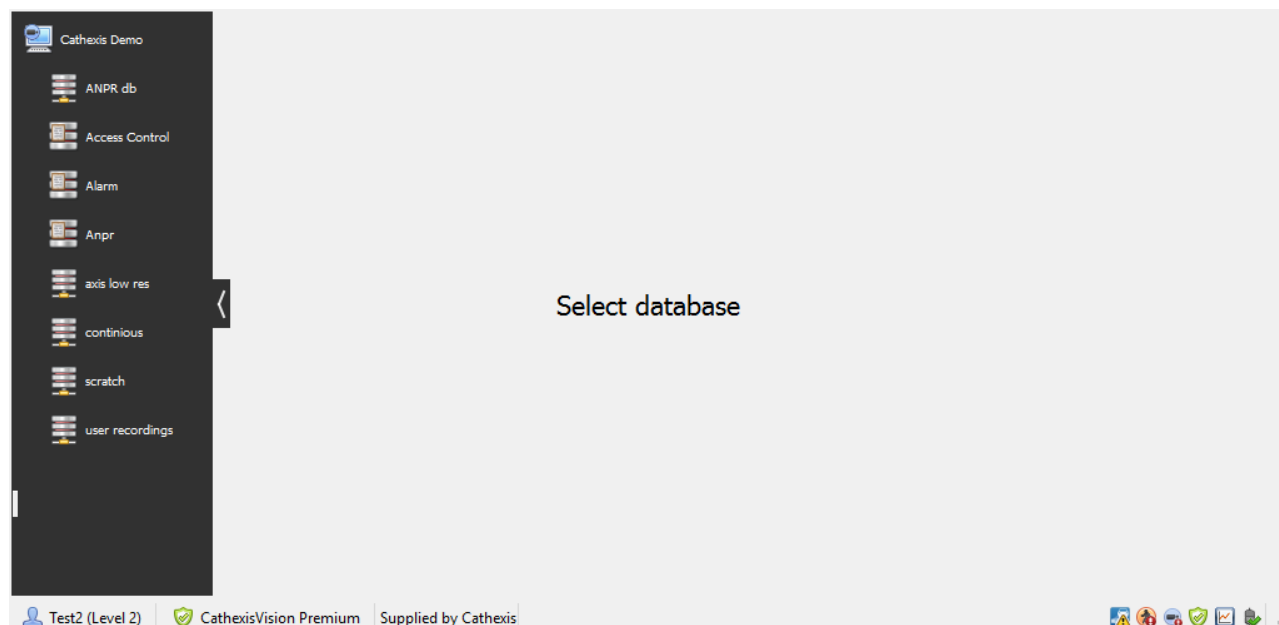 Cathexis Demo
ANPR db
Access Control
Alarm
Anpr
axis low res
continious
scratch
user recordings
Select database
Test2 (Level 2) CathexisVision Premium Supplied by Cathexis